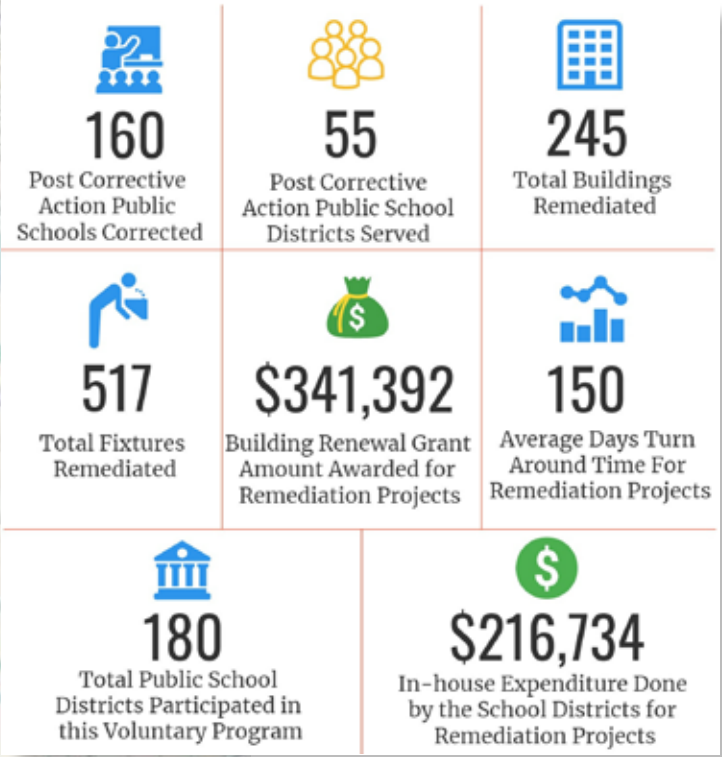 160
Post Corrective
Action Public
Schools Corrected
55
Post Corrective
Action Public School
Districts Served
245
Total Buildings
Remediated
517
Total Fixtures
Remediated
$
$341,392
Building Renewal Grant
Amount Awarded for
Remediation Projects
150
Average Days Turn
Around Time For
Remediation Projects
180
Total Public School
Districts Participated in
this Voluntary Program
$
$216,734
In-house Expenditure Done
by the School Districts for
Remediation Projects